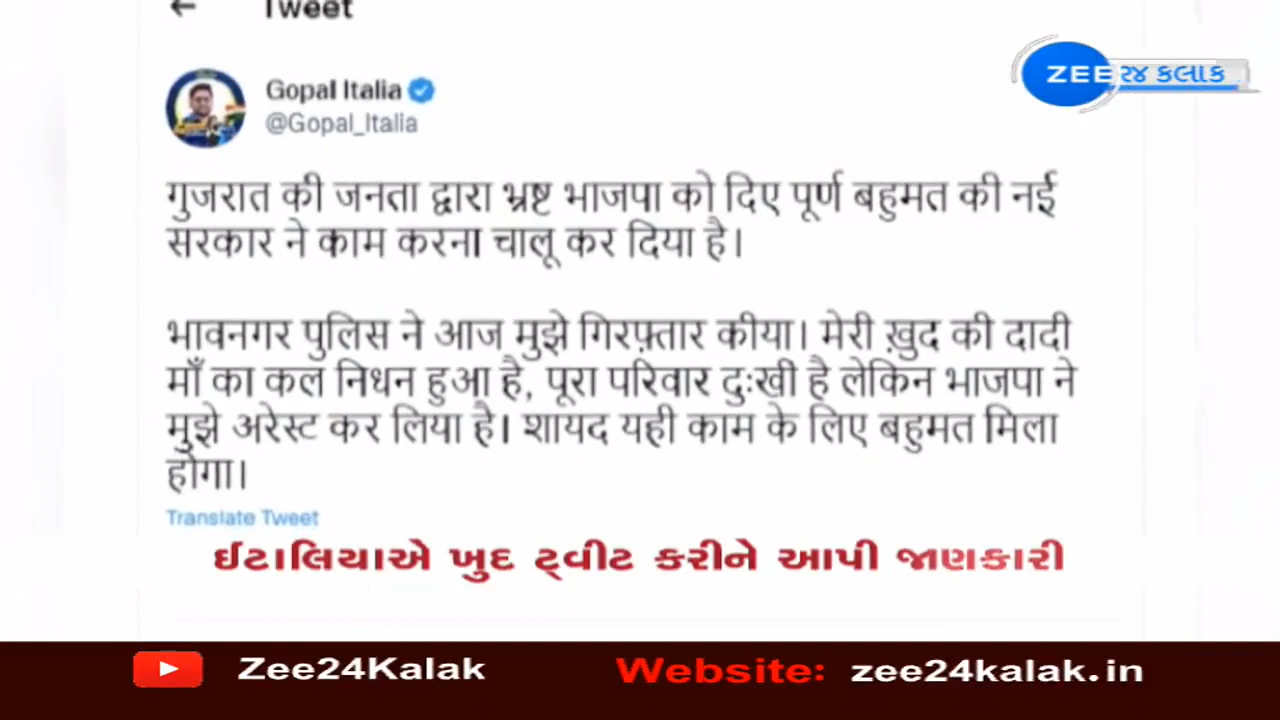 Tweet
Gopal Italia
@Gopal_Italia
ZEE ૨૪ કલાક
गुजरात की जनता द्वारा भ्रष्ट भाजपा को दिए पूर्ण बहुमत की नई
सरकार ने काम करना चालू कर दिया है।
भावनगर पुलिस ने आज मुझे गिरफ़्तार कीया। मेरी ख़ुद की दादी
माँ का कल निधन हुआ है, पूरा परिवार दुःखी है लेकिन भाजपा ने
मुझे अरेस्ट कर लिया है। शायद यही काम के लिए बहुमत मिला
होगा।
Translate Tweet
ઈટાલિયાએ ખુદ ટ્વીટ કરીને આપી જાણકારી
Zee24Kalak Website: zee24kalak.in